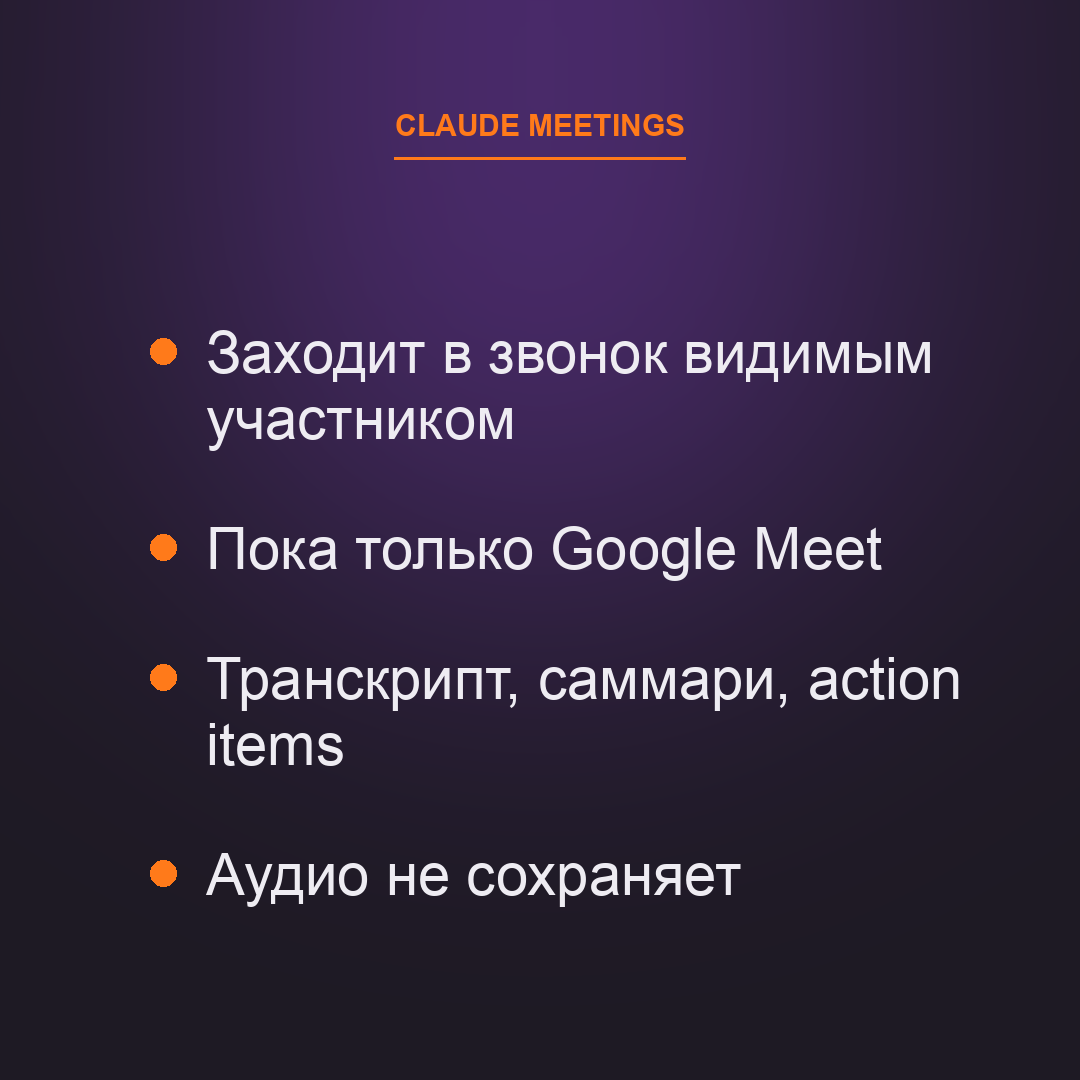 CLAUDE MEETINGS
Заходит в звонок видимым
участником
Пока только Google Meet
Транскрипт, саммари, action
items
Аудио не сохраняет